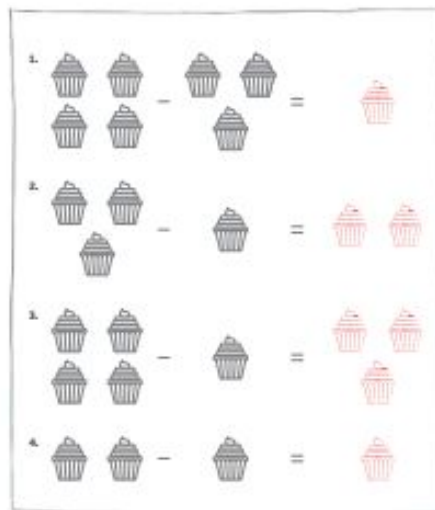 1. - =
2. - =
3. - =
4. - =